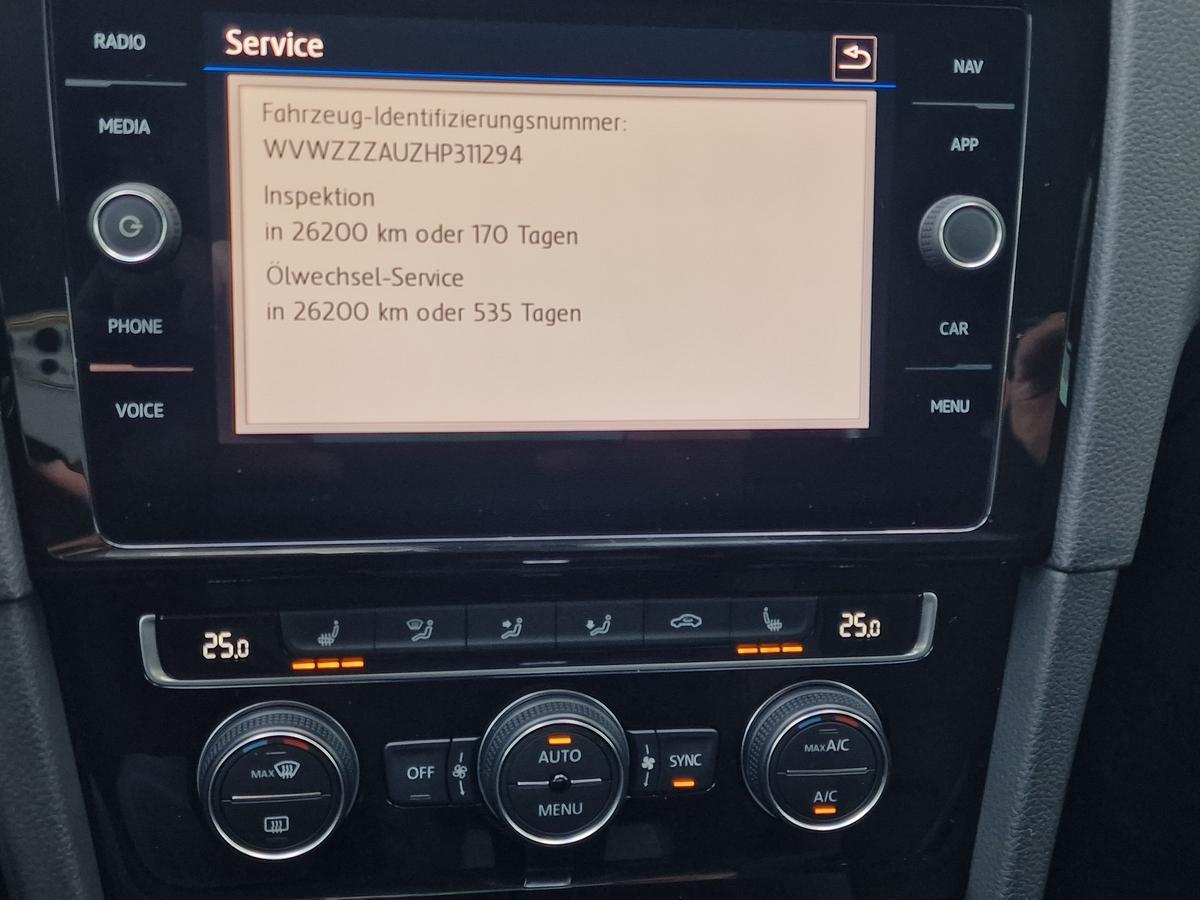 RADIO
Service
NAV
MEDIA
Fahrzeug-Identifizierungsnummer:
WVWZZZAUZHP311294
APP
Inspektion
in 26200 km oder 170 Tagen
Ölwechsel-Service
in 26200 km oder 535 Tagen
PHONE
CAR
VOICE
MENU
25.0
25.0
MAX
OFF
AUTO
MENU
SYNC
MAX A/C
A/C